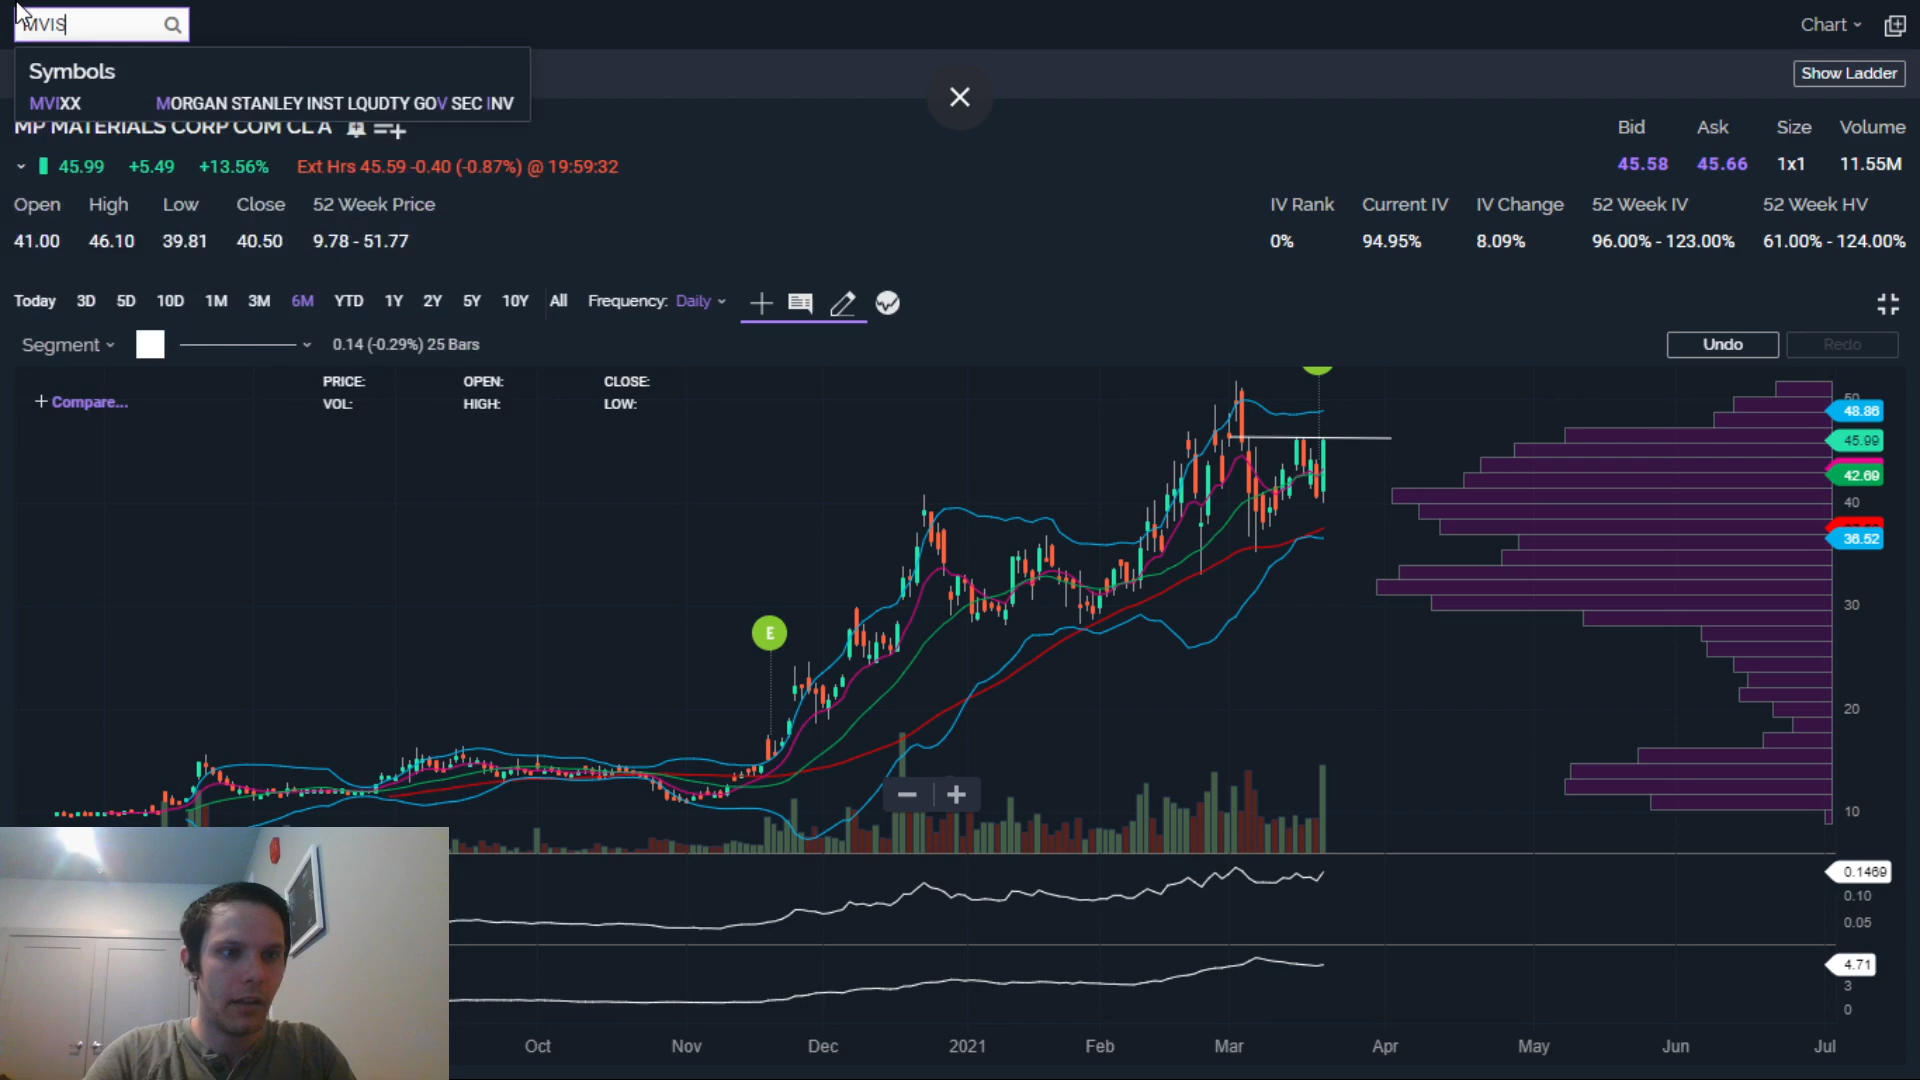 MVIS
Chart
Symbols
MVIXX MORGAN STANLEY INST LQUDTY GOV SEC INV
Show Ladder
MP MATERIALS CORP COM CL A
Bid Ask Size Volume
45.99 +5.49 +13.56% Ext Hrs 45.59 -0.40 (-0.87%) @ 19:59:32
45.58 45.66 1x1 11.55M
Open High Low Close 52 Week Price
IV Rank Current IV IV Change 52 Week IV 52 Week HV
41.00 46.10 39.81 40.50 9.78 - 51.77
0% 94.95% 8.09% 96.00% - 123.00% 61.00% - 124.00%
Today 3D 5D 10D 1M 3M 6M YTD 1Y 2Y 5Y 10Y All Frequency: Daily
Segment 0.14 (-0.29%) 25 Bars
Undo Redo
PRICE: OPEN: CLOSE:
+ Compare...
VOL: HIGH: LOW:
50
48.86
45.99
42.69
40
36.52
30
E
20
10
0.1469
0.10
0.05
4.71
3
0
Oct Nov Dec 2021 Feb Mar Apr May Jun Jul